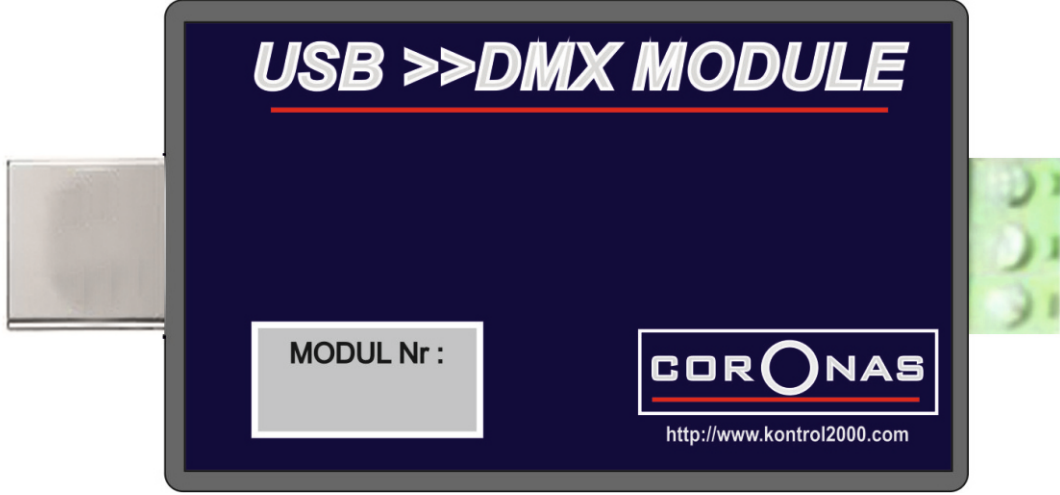 USB >>DMX MODULE
MODUL Nr :
CORONAS
http://www.kontrol2000.com